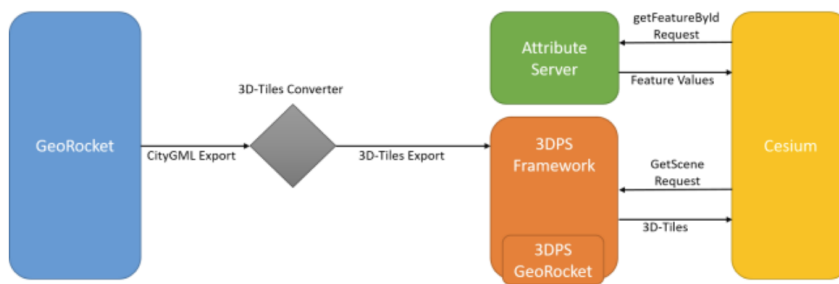 GeoRocket
CityGML Export
3D-Tiles Converter
3D-Tiles Export
Attribute
Server
getFeatureById
Request
Feature Values
3DPS
Framework
3DPS
GeoRocket
GetScene
Request
3D-Tiles
Cesium